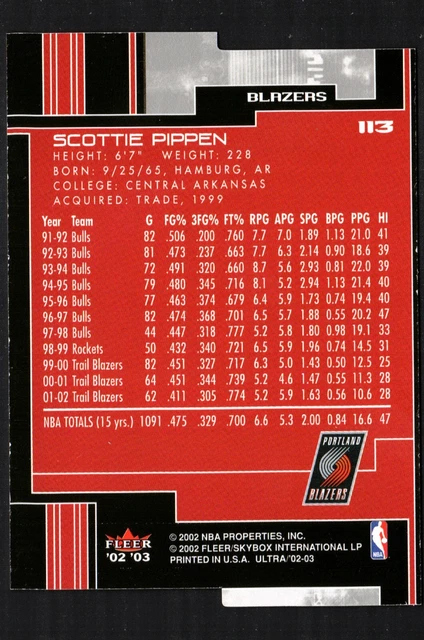 BLAZERS
113
SCOTTIE PIPPEN
HEIGHT: 6'7" WEIGHT: 228
BORN: 9/25/65, HAMBURG, AR
COLLEGE: CENTRAL ARKANSAS
ACQUIRED: TRADE, 1999
Year Team G FG% 3FG% FT% RPG APG SPG BPG PPG HI
91-92 Bulls 82 .506 .200 .760 7.7 7.0 1.89 1.13 21.0 41
92-93 Bulls 81 .473 .237 .663 7.7 6.3 2.14 0.90 18.6 39
93-94 Bulls 72 .491 .320 .660 8.7 5.6 2.93 0.81 22.0 39
94-95 Bulls 79 .480 .345 .716 8.1 5.2 2.94 1.13 21.4 40
95-96 Bulls 77 .463 .374 .679 6.4 5.9 1.73 0.74 19.4 40
96-97 Bulls 82 .474 .368 .701 6.5 5.7 1.88 0.55 20.2 47
97-98 Bulls 44 .447 .318 .777 5.2 5.8 1.80 0.98 19.1 33
98-99 Rockets 50 .432 .340 .721 6.5 5.9 1.96 0.74 14.5 31
99-00 Trail Blazers 82 .451 .327 .717 6.3 5.0 1.43 0.50 12.5 25
00-01 Trail Blazers 64 .451 .344 .739 5.2 4.6 1.47 0.55 11.3 28
01-02 Trail Blazers 62 .411 .305 .774 5.2 5.9 1.63 0.56 10.6 28
NBA TOTALS (15 yrs.) 1091 .475 .329 .700 6.6 5.3 2.00 0.84 16.6 47
PORTLAND
BLAZERS
FLEER
'02 '03
© 2002 NBA PROPERTIES, INC.
© 2002 FLEER/SKYBOX INTERNATIONAL LP
PRINTED IN U.S.A. ULTRA/'02-03
NBA